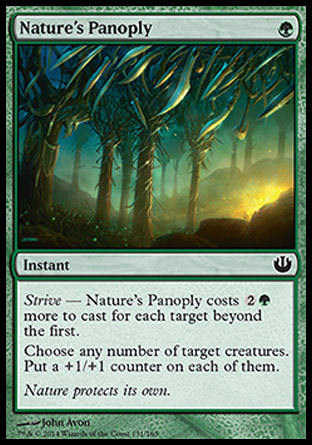 Nature's Panoply
Instant
Strive — Nature's Panoply costs 2
more to cast for each target beyond
the first.
Choose any number of target creatures.
Put a +1/+1 counter on each of them.
Nature protects its own.
John Avon
™ & © 2014 Wizards of the Coast 131/165